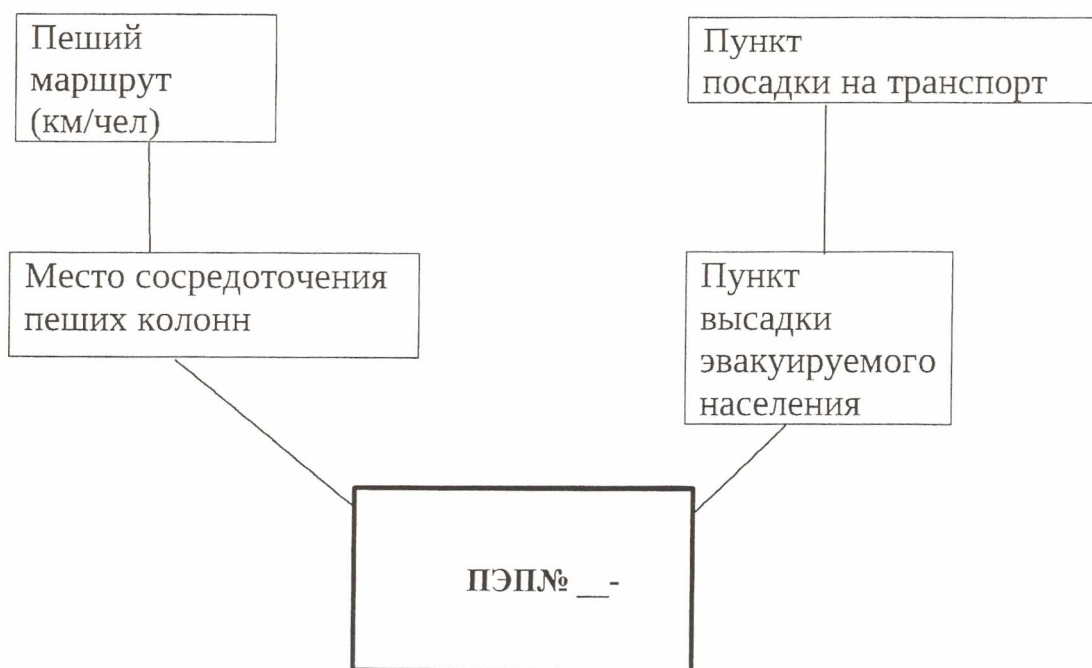 Пеший
маршрут
(км/чел)
Пункт
посадки на транспорт
Место сосредоточения
пеших колонн
Пункт
высадки
эвакуируемого
населения
ПЭП№ __-